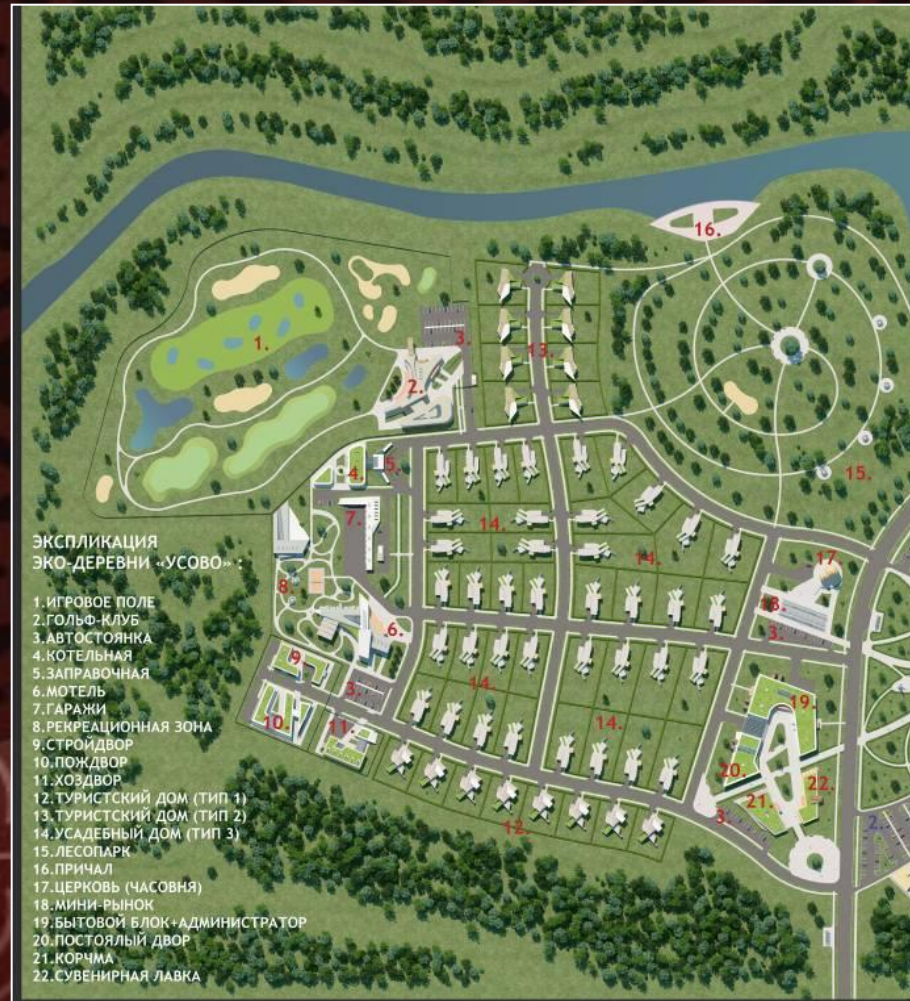 16.
1.
3.
13.
2.
4.
5.
15.
7.
14.
14.
17
ЭКСПЛИКАЦИЯ
ЭКО-ДЕРЕВНИ «УСОВО» :
8.
18.
6.
3.
1.ИГРОВОЕ ПОЛЕ
2.ГОЛЬФ-КЛУБ
3.АВТОСТОЯНКА
4.КОТЕЛЬНАЯ
5.ЗАПРАВОЧНАЯ
6.МОТЕЛЬ
7.ГАРАЖИ
8.РЕКРЕАЦИОННАЯ ЗОНА
9.СТРОЙДВОР
10.ПОЖДВОР
11.ХОЗДВОР
12.ТУРИСТСКИЙ ДОМ (ТИП 1)
13.ТУРИСТСКИЙ ДОМ (ТИП 2)
14.УСАДЕБНЫЙ ДОМ (ТИП 3)
15.ЛЕСОПАРК
16.ПРИЧАЛ
17.ЦЕРКОВЬ (ЧАСОВНЯ)
18.МИНИ-РЫНОК
19.БЫТОВОЙ БЛОК+АДМИНИСТРАТОР
20.ПОСТОЯЛЫЙ ДВОР
21.КОРЧМА
22.СУВЕНИРНАЯ ЛАВКА
9.
3.
14.
19.
10.
11.
14.
20.
22.
21.
3.
12.
2.